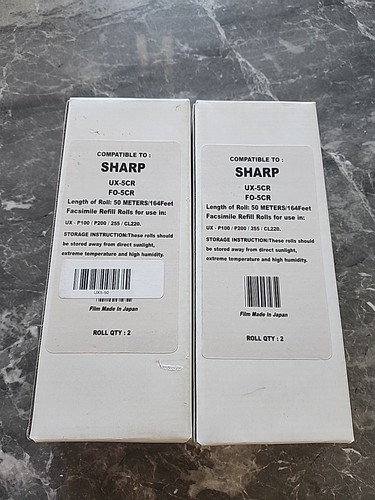 COMPATIBLE TO :
SHARP
UX-5CR
FO-5CR
Length of Roll: 50 METERS/164Feet
Facsimile Refill Rolls for use in:
UX - P100 / P200 / 255 / CL220.
STORAGE INSTRUCTION:These rolls should
be stored away from direct sunlight,
extreme temperature and high humidity.
Film Made In Japan
ROLL QTY : 2
COMPATIBLE TO :
SHARP
UX-5CR
FO-5CR
Length of Roll: 50 METERS/164Feet
Facsimile Refill Rolls for use in:
UX - P100 / P200 / 255 / CL220.
STORAGE INSTRUCTION:These rolls should
be stored away from direct sunlight,
extreme temperature and high humidity.
Film Made In Japan
ROLL QTY : 2